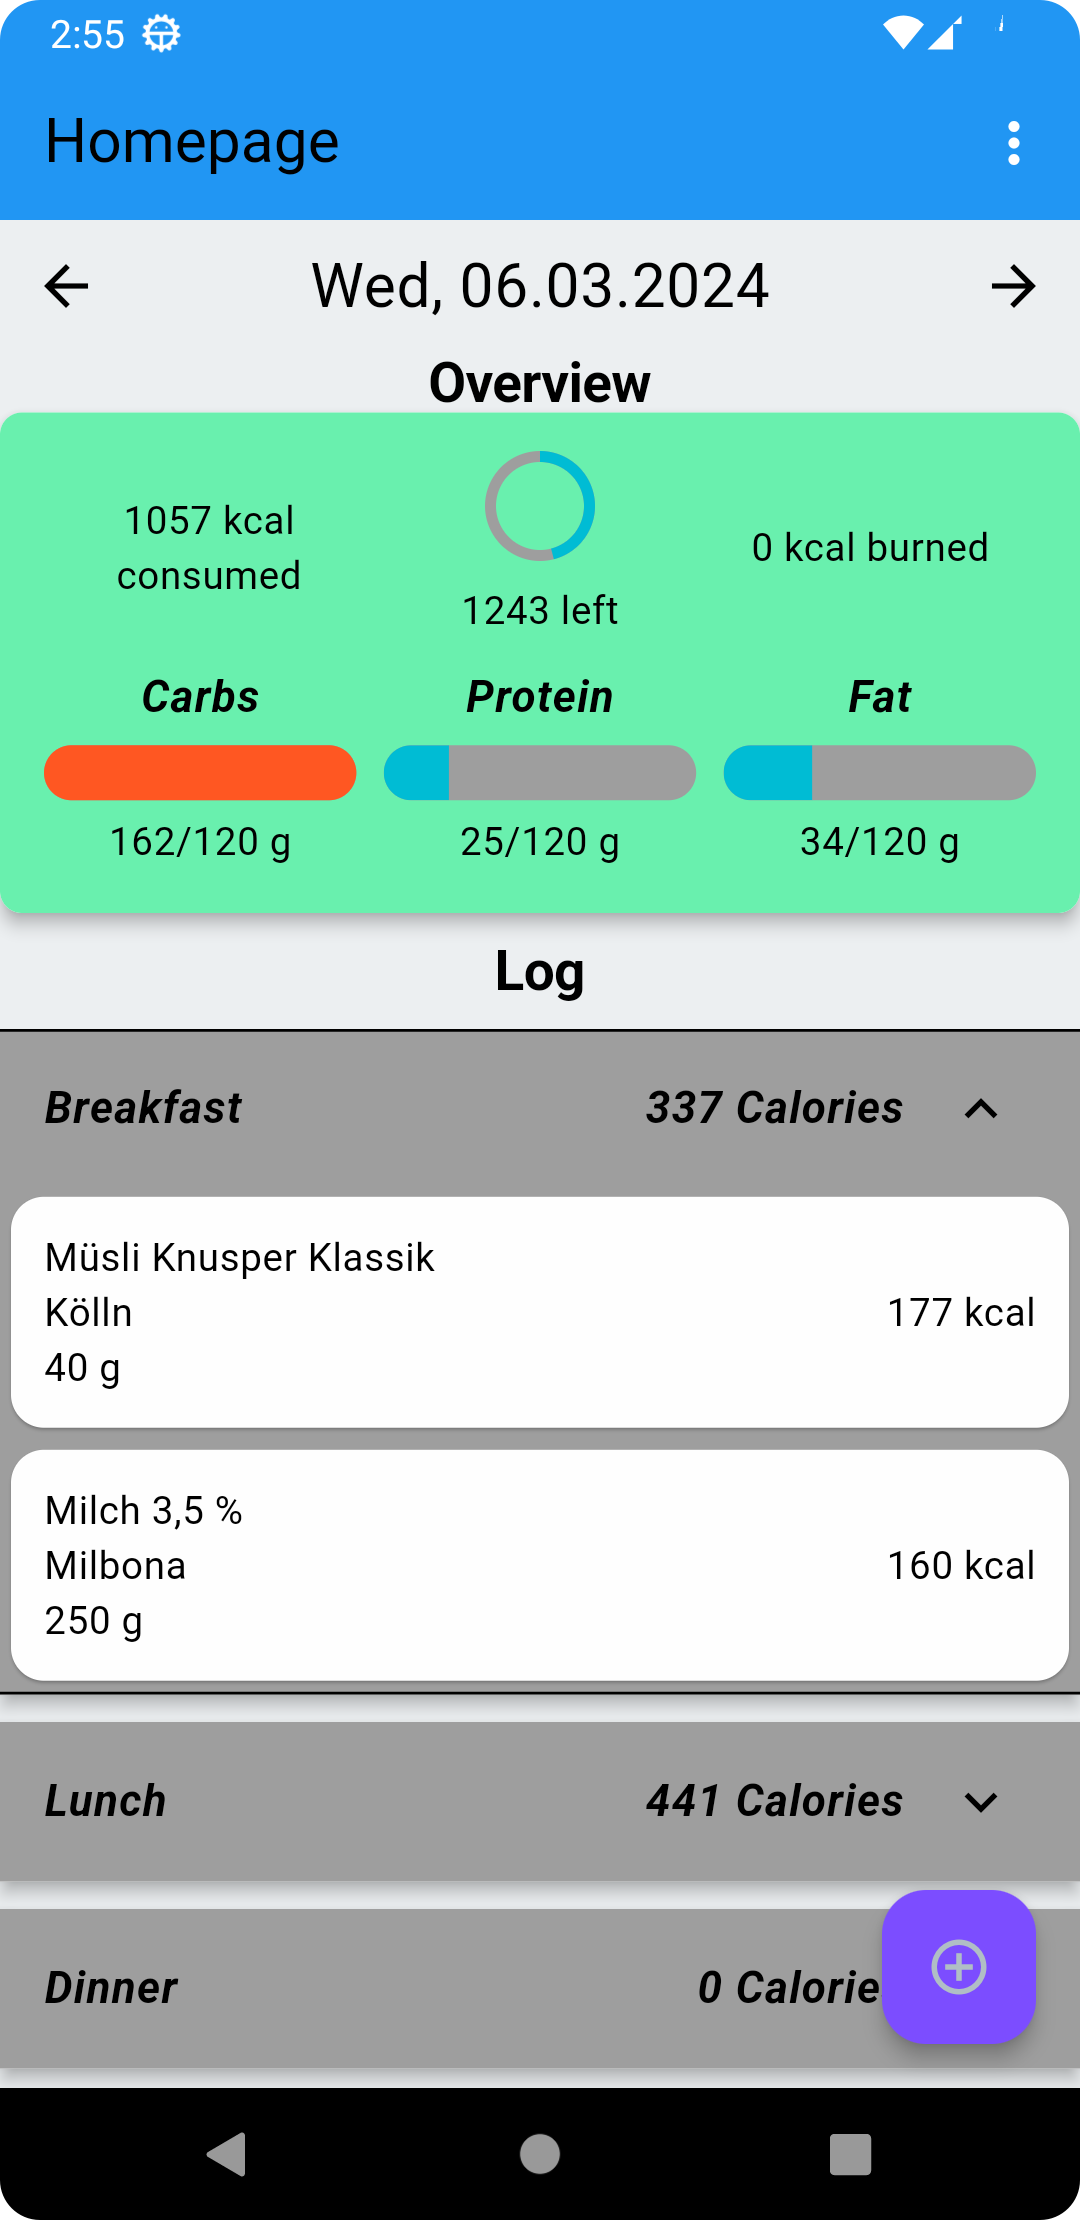 2:55
Homepage
Wed, 06.03.2024
Overview
1057 kcal
consumed
1243 left
0 kcal burned
Carbs
Protein
Fat
162/120 g
25/120 g
34/120 g
Log
Breakfast
337 Calories
Müsli Knusper Klassik
Kölln
40 g
177 kcal
Milch 3,5 %
Milbona
250 g
160 kcal
Lunch
441 Calories
Dinner
0 Calorie